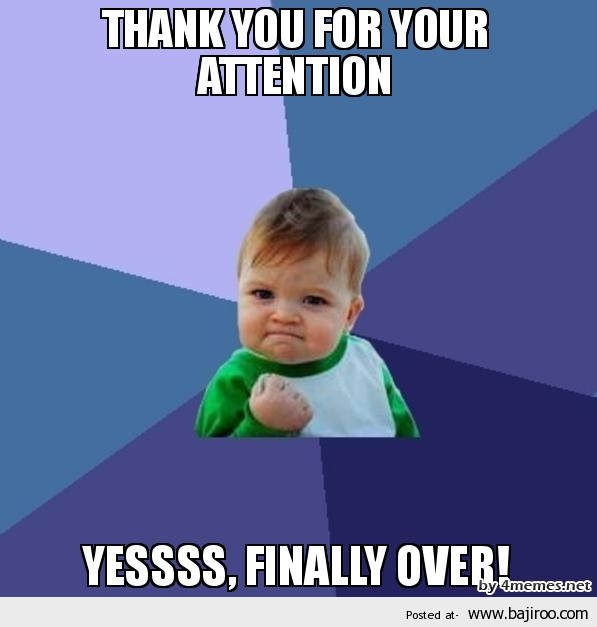 THANK YOU FOR YOUR
ATTENTION
YESSSS, FINALLY OVER!
by 4memes.net
Posted at- www.bajiroo.com